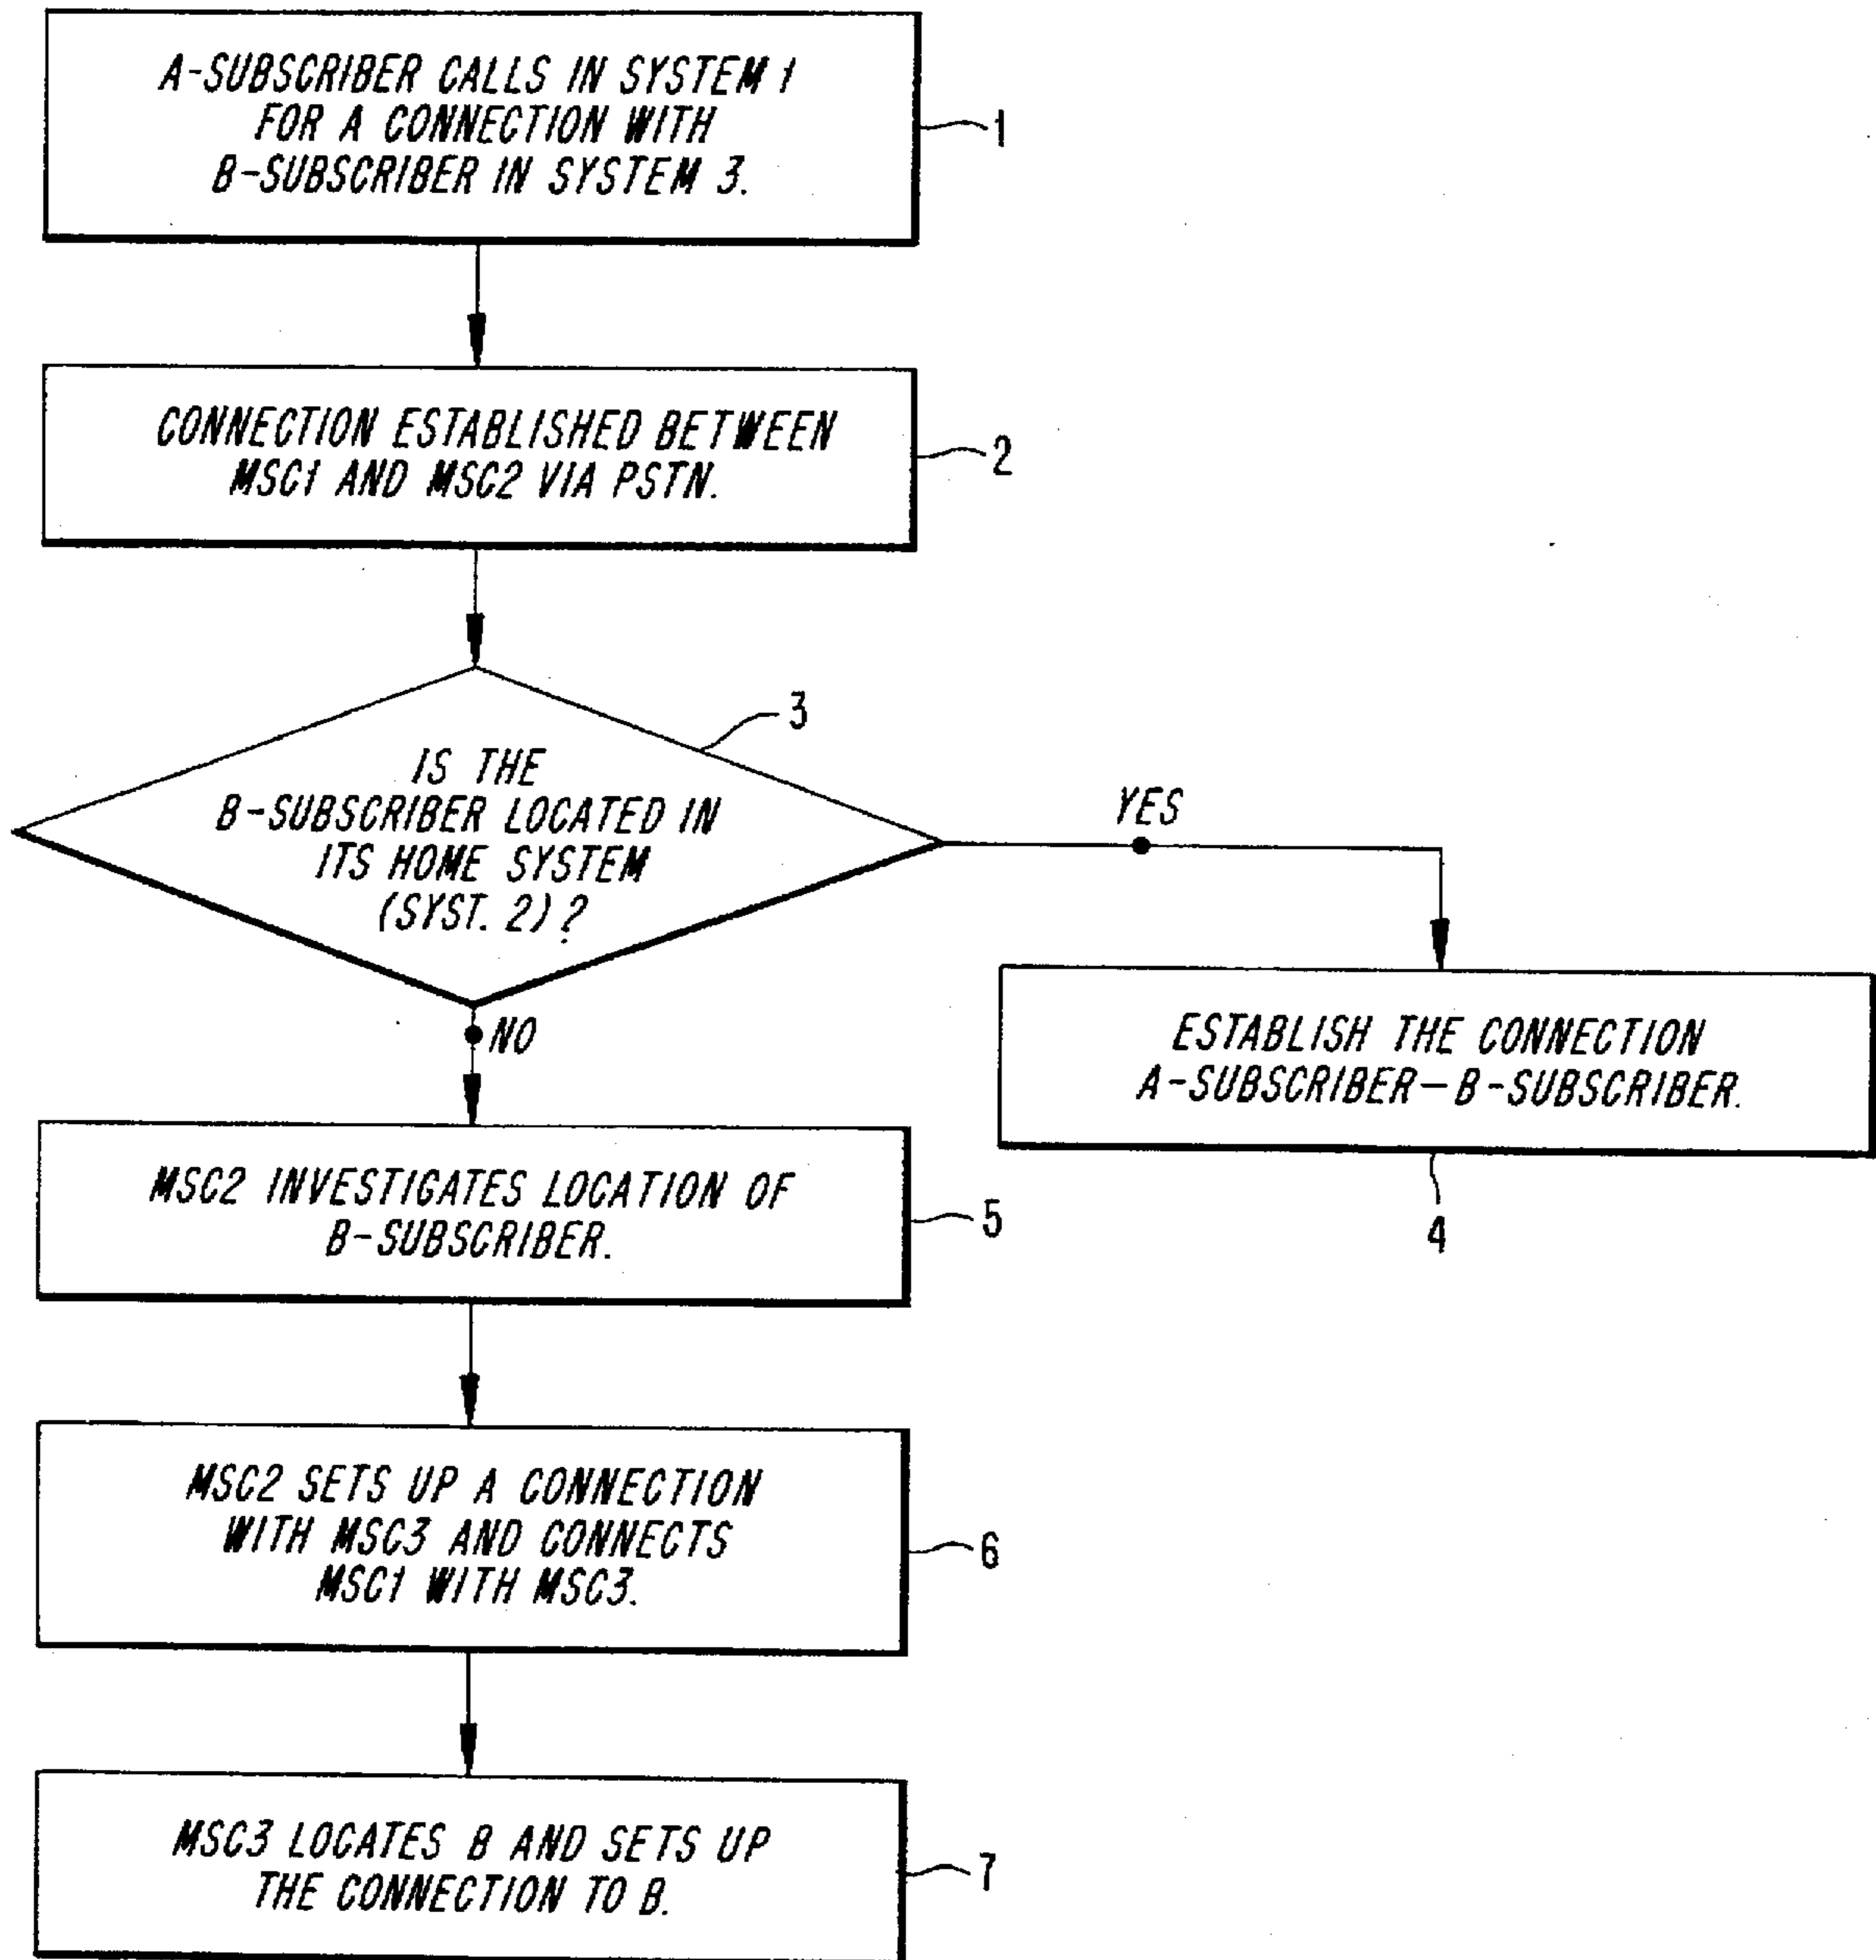 A-SUBSCRIBER CALLS IN SYSTEM 1
FOR A CONNECTION WITH
B-SUBSCRIBER IN SYSTEM 3.
1
CONNECTION ESTABLISHED BETWEEN
MSC1 AND MSC2 VIA PSTN.
2
3
IS THE
B-SUBSCRIBER LOCATED IN
ITS HOME SYSTEM
(SYST. 2)?
YES
NO
ESTABLISH THE CONNECTION
A-SUBSCRIBER—B-SUBSCRIBER.
4
MSC2 INVESTIGATES LOCATION OF
B-SUBSCRIBER.
5
MSC2 SETS UP A CONNECTION
WITH MSC3 AND CONNECTS
MSC1 WITH MSC3.
6
MSC3 LOCATES B AND SETS UP
THE CONNECTION TO B.
7